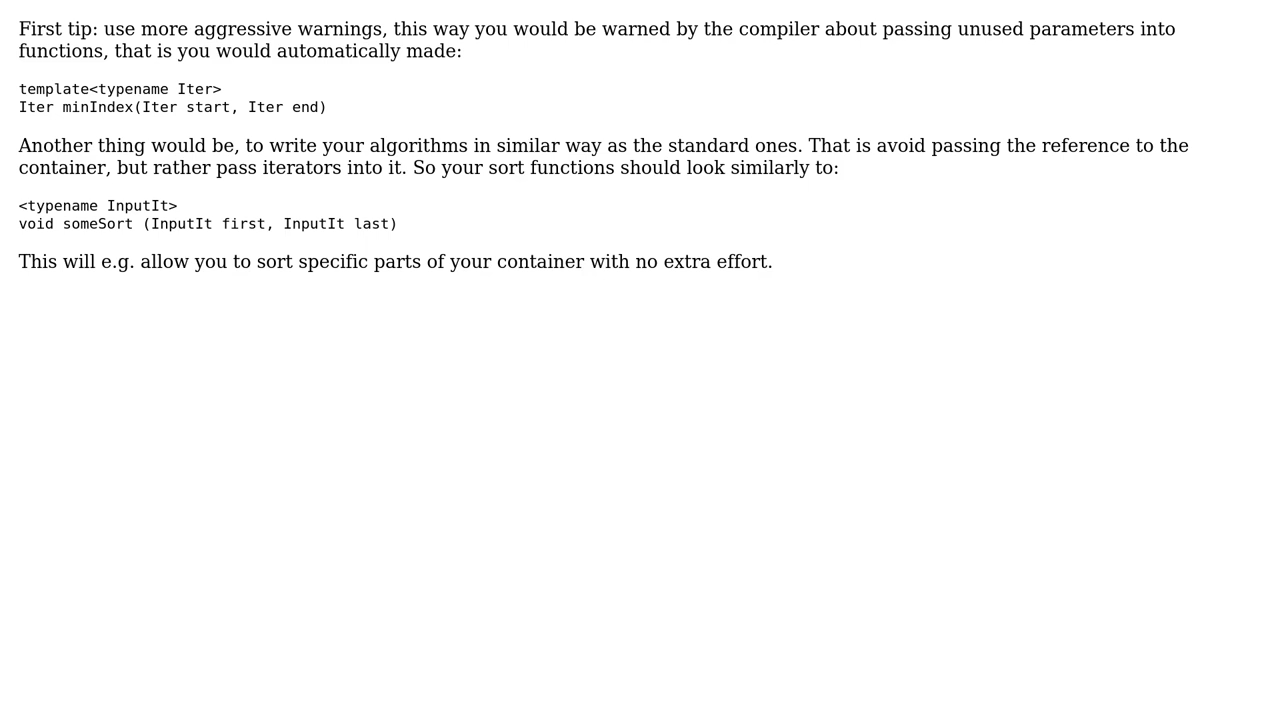 First tip: use more aggressive warnings, this way you would be warned by the compiler about passing unused parameters into
functions, that is you would automatically made:
template<typename Iter>
Iter minIndex(Iter start, Iter end)
Another thing would be, to write your algorithms in similar way as the standard ones. That is avoid passing the reference to the
container, but rather pass iterators into it. So your sort functions should look similarly to:
<typename InputIt>
void someSort (InputIt first, InputIt last)
This will e.g. allow you to sort specific parts of your container with no extra effort.